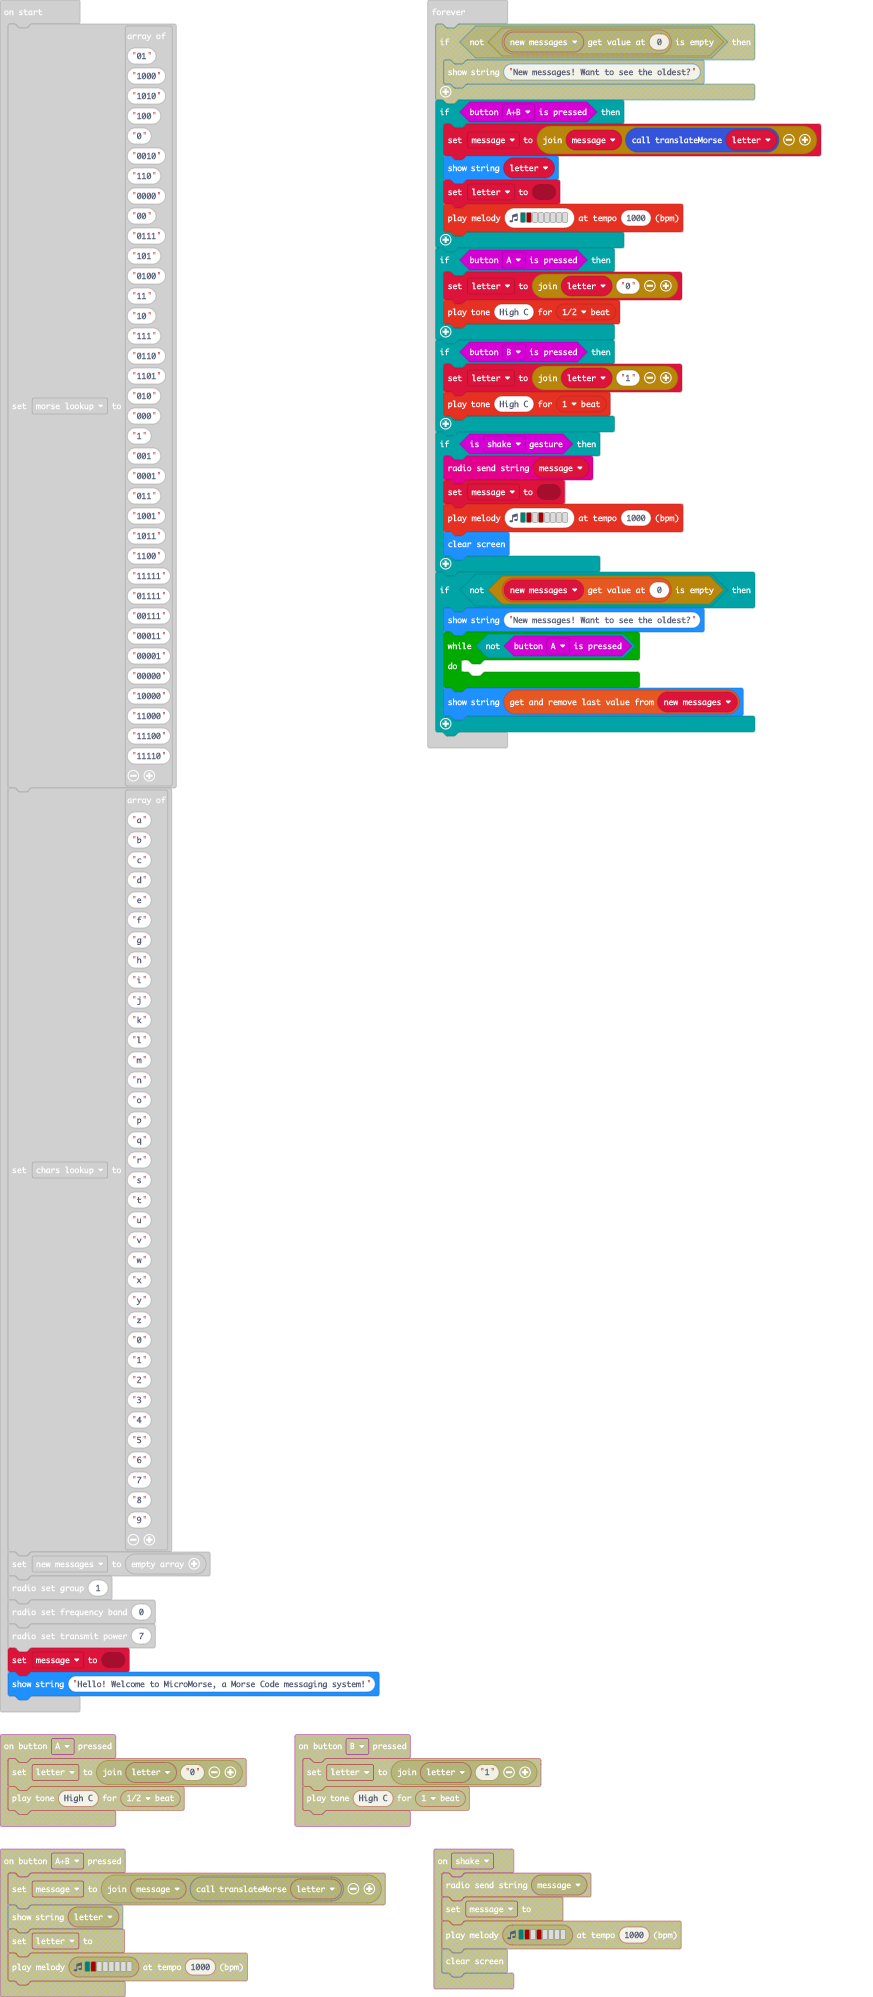 on start
set morse lookup to
array of
"01"
"1000"
"1010"
"100"
"0"
"0010"
"110"
"0000"
"00"
"0111"
"101"
"0100"
"11"
"10"
"111"
"0110"
"1101"
"010"
"000"
"1"
"001"
"0001"
"011"
"1001"
"1011"
"1100"
"11111"
"01111"
"00111"
"00011"
"00001"
"00000"
"10000"
"11000"
"11100"
"11110"
set chars lookup to
array of
"a"
"b"
"c"
"d"
"e"
"f"
"g"
"h"
"i"
"j"
"k"
"l"
"m"
"n"
"o"
"p"
"q"
"r"
"s"
"t"
"u"
"v"
"w"
"x"
"y"
"z"
"0"
"1"
"2"
"3"
"4"
"5"
"6"
"7"
"8"
"9"
set new messages to empty array
radio set group 1
radio set frequency band 0
radio set transmit power 7
set message to
show string "Hello! Welcome to MicroMorse, a Morse Code messaging system!"
forever
if not new messages get value at 0 is empty then
show string "New messages! Want to see the oldest?"
if button A+B is pressed then
set message to join message call translateMorse letter
show string letter
set letter to
play melody at tempo 1000 (bpm)
if button A is pressed then
set letter to join letter "0"
play tone High C for 1/2 beat
if button B is pressed then
set letter to join letter "1"
play tone High C for 1 beat
if is shake gesture then
radio send string message
set message to
play melody at tempo 1000 (bpm)
clear screen
if not new messages get value at 0 is empty then
show string "New messages! Want to see the oldest?"
while not button A is pressed
do
show string get and remove last value from new messages
on button A pressed
set letter to join letter "0"
play tone High C for 1/2 beat
on button B pressed
set letter to join letter "1"
play tone High C for 1 beat
on button A+B pressed
set message to join message call translateMorse letter
show string letter
set letter to
play melody at tempo 1000 (bpm)
on shake
radio send string message
set message to
play melody at tempo 1000 (bpm)
clear screen